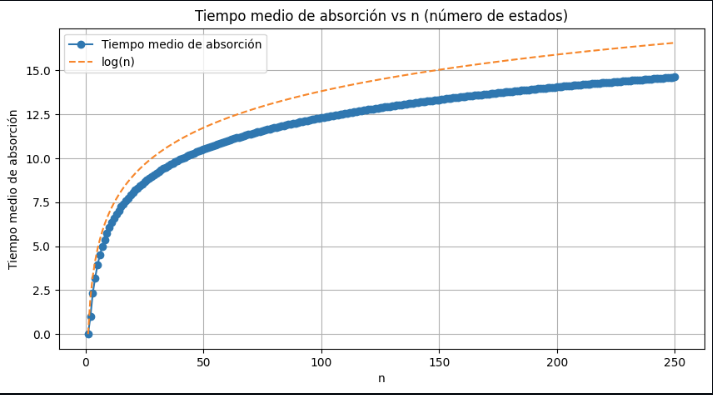 Tiempo medio de absorción vs n (número de estados)
Tiempo medio de absorción
log(n)
Tiempo medio de absorción
15.0
12.5
10.0
7.5
5.0
2.5
0.0
0 50 100 150 200 250
n